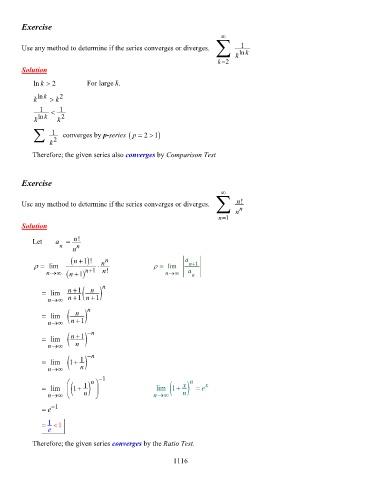 Exercise
Use any method to determine if the series converges or diverges. \sum_{k=2}^{\infty} \frac{1}{k^{\ln k}}
Solution
\ln k > 2 For large k.
k^{\ln k} > k^2
\frac{1}{k^{\ln k}} < \frac{1}{k^2}
\sum \frac{1}{k^2} converges by p-series (p = 2 > 1)
Therefore; the given series also converges by Comparison Test
Exercise
Use any method to determine if the series converges or diverges. \sum_{n=1}^{\infty} \frac{n!}{n^n}
Solution
Let a_n = \frac{n!}{n^n}
\rho = \lim_{n\to\infty} \frac{(n+1)!}{(n+1)^{n+1}} \cdot \frac{n^n}{n!} \rho = \lim_{n\to\infty} \left| \frac{a_{n+1}}{a_n} \right|
= \lim_{n\to\infty} \frac{n+1}{n+1} \left( \frac{n}{n+1} \right)^n
= \lim_{n\to\infty} \left( \frac{n}{n+1} \right)^n
= \lim_{n\to\infty} \left( \frac{n+1}{n} \right)^{-n}
= \lim_{n\to\infty} \left( 1+\frac{1}{n} \right)^{-n}
= \lim_{n\to\infty} \left( \left( 1+\frac{1}{n} \right)^n \right)^{-1} \lim_{n\to\infty} \left( 1+\frac{x}{n} \right)^n = e^x
= e^{-1}
= \frac{1}{e} < 1
Therefore; the given series converges by the Ratio Test.
1116